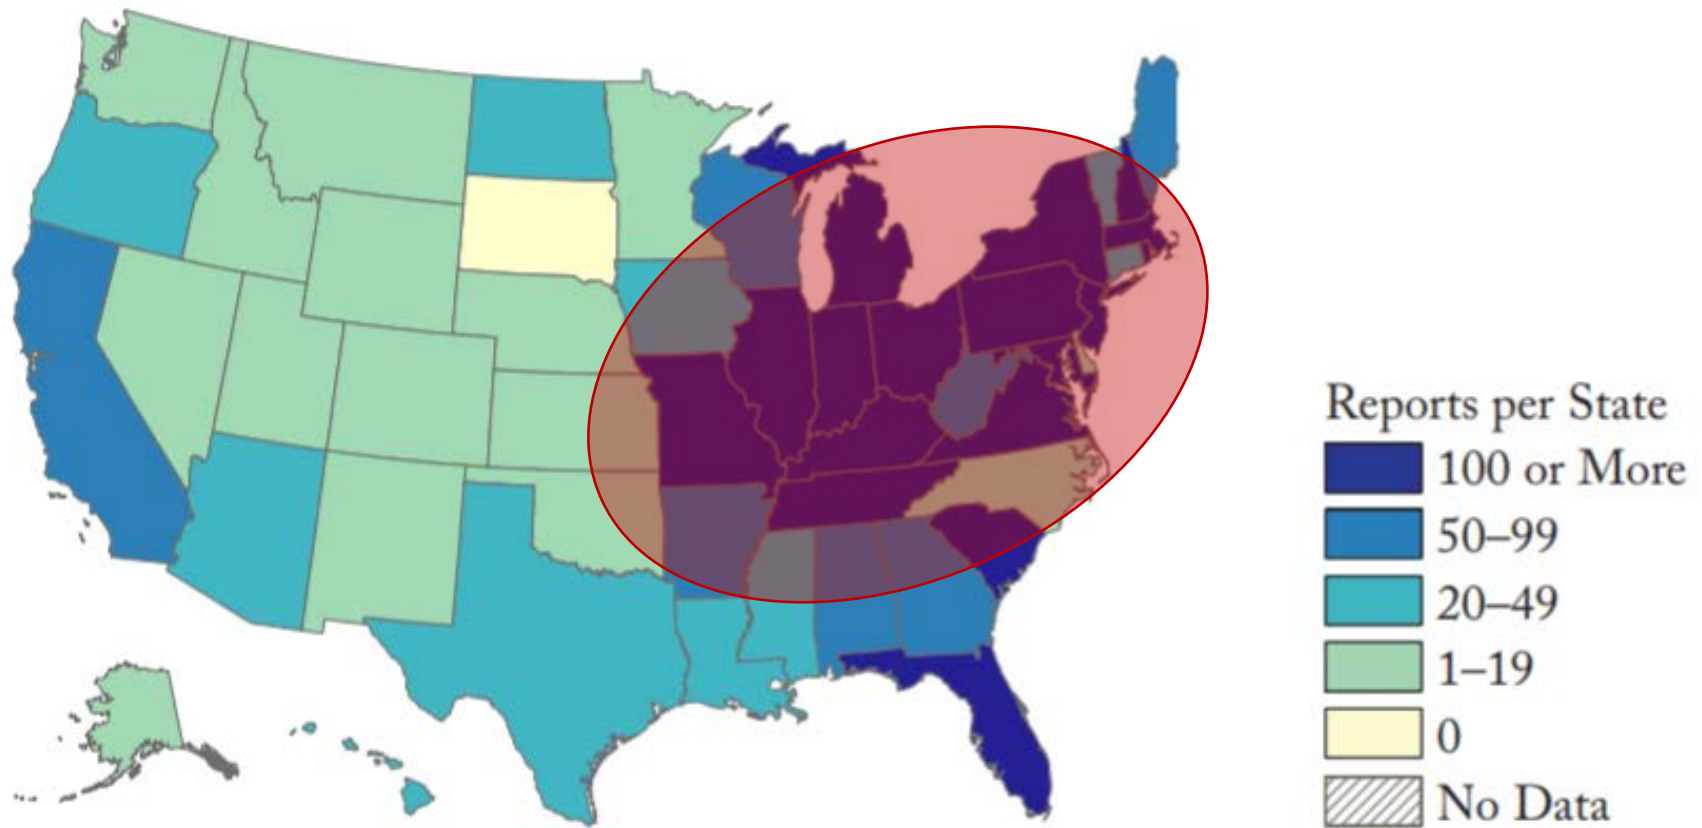 Reports per State
100 or More
50–99
20–49
1–19
0
No Data